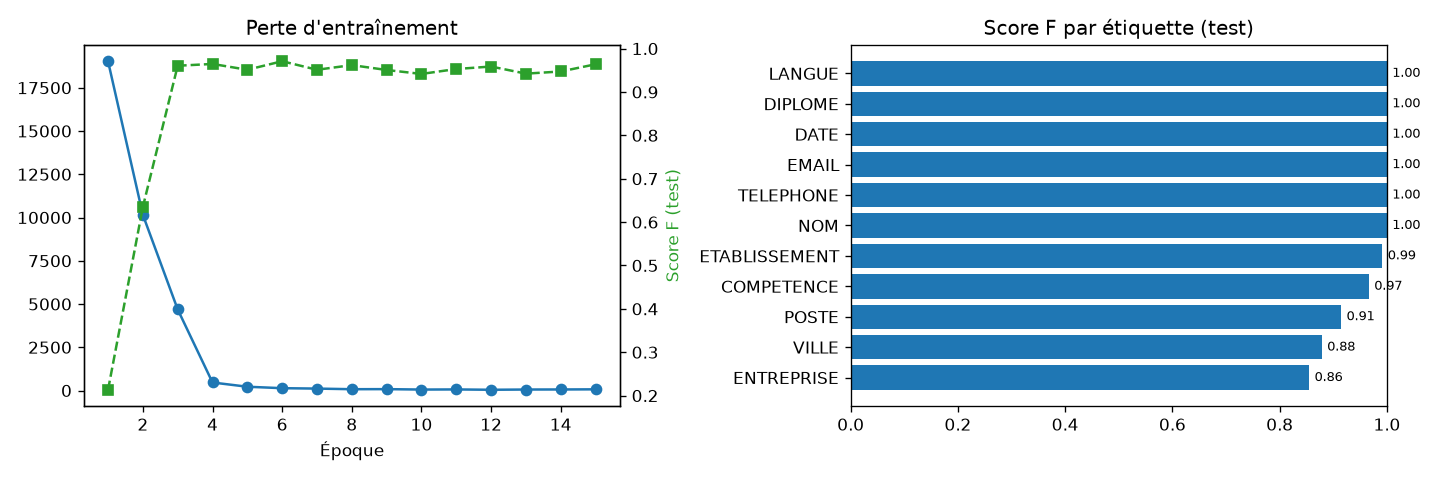 Perte d'entraînement
17500
15000
12500
10000
7500
5000
2500
0
2 4 6 8 10 12 14
Époque
1.0
0.9
0.8
0.7
0.6
0.5
0.4
0.3
0.2
Score F (test)
Score F par étiquette (test)
LANGUE 1.00
DIPLOME 1.00
DATE 1.00
EMAIL 1.00
TELEPHONE 1.00
NOM 1.00
ETABLISSEMENT 0.99
COMPETENCE 0.97
POSTE 0.91
VILLE 0.88
ENTREPRISE 0.86
0.0 0.2 0.4 0.6 0.8 1.0